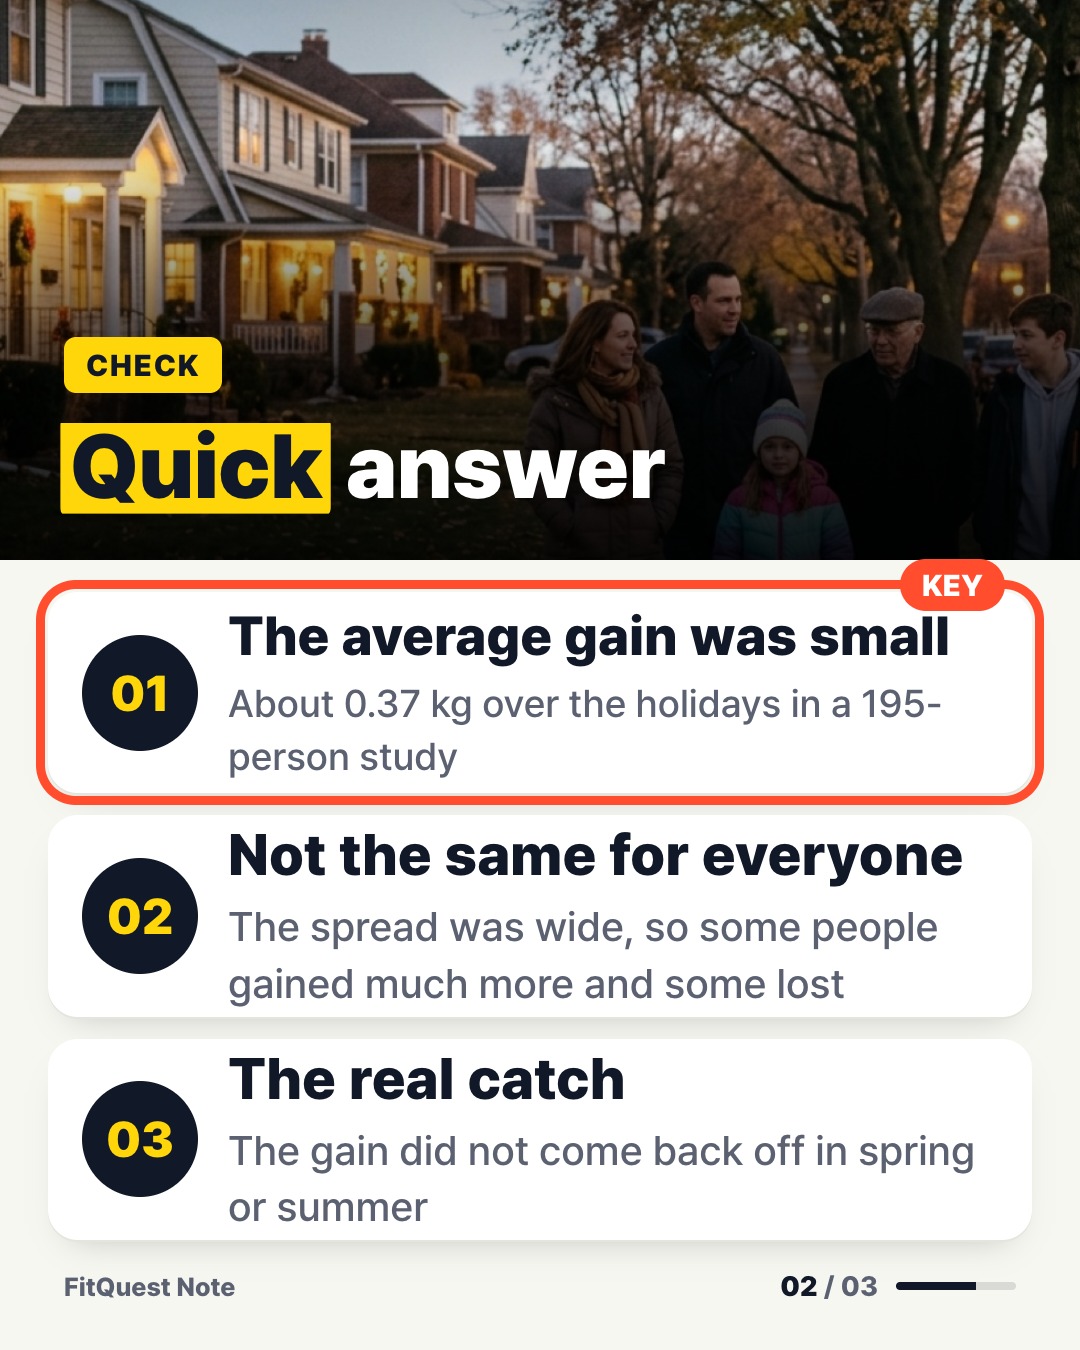 CHECK
Quick answer
KEY
The average gain was small
01
About 0.37 kg over the holidays in a 195-
person study
Not the same for everyone
02
The spread was wide, so some people
gained much more and some lost
The real catch
03
The gain did not come back off in spring
or summer
FitQuest Note
02 / 03